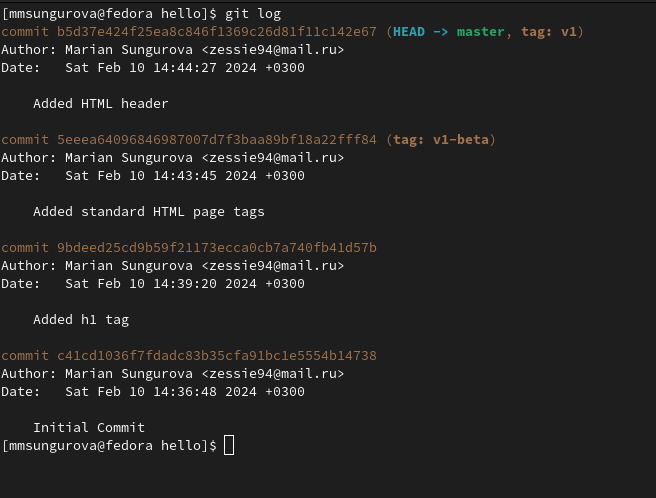 [mmsungurova@fedora hello]$ git log
commit b5d37e424f25ea8c846f1369c26d81f11c142e67 (HEAD -> master, tag: v1)
Author: Marian Sungurova <zessie94@mail.ru>
Date:   Sat Feb 10 14:44:27 2024 +0300
    Added HTML header
commit 5eeea64096846987007d7f3baa89bf18a22fff84 (tag: v1-beta)
Author: Marian Sungurova <zessie94@mail.ru>
Date:   Sat Feb 10 14:43:45 2024 +0300
    Added standard HTML page tags
commit 9bdeed25cd9b59f21173ecca0cb7a740fb41d57b
Author: Marian Sungurova <zessie94@mail.ru>
Date:   Sat Feb 10 14:39:20 2024 +0300
    Added h1 tag
commit c41cd1036f7fdadc83b35cfa91bc1e5554b14738
Author: Marian Sungurova <zessie94@mail.ru>
Date:   Sat Feb 10 14:36:48 2024 +0300
    Initial Commit
[mmsungurova@fedora hello]$